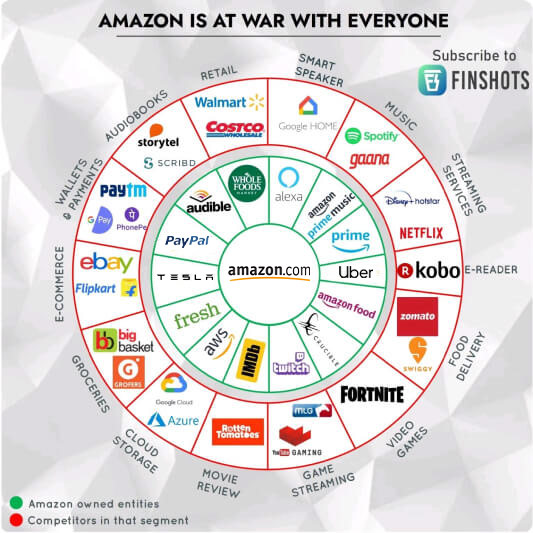 AMAZON IS AT WAR WITH EVERYONE
Subscribe to
FINSHOTS
RETAIL
SMART
SPEAKER
MUSIC
STREAMING
SERVICES
E-READER
FOOD
DELIVERY
VIDEO
GAMES
GAME
STREAMING
MOVIE
REVIEW
CLOUD
STORAGE
GROCERIES
E-COMMERCE
WALLETS
& PAYMENTS
AUDIOBOOKS
Walmart
COSTCO
WHOLESALE
Google HOME
Spotify
gaana
Disney+ hotstar
NETFLIX
R kobo
zomato
SWIGGY
FORTNITE
MLG
YouTube GAMING
Rotten
Tomatoes
Google Cloud
Azure
bb big
basket
G
GROFERS
ebay
Flipkart
paytm
G Pay
PhonePe
storytel
S SCRIBD
WHOLE
FOODS
MARKET
alexa
amazon
prime music
prime
Uber
amazon food
CRUCIBLE
twitch
IMDb
aws
fresh
TESLA
PayPal
audible
amazon.com
Amazon owned entities
Competitors in that segment